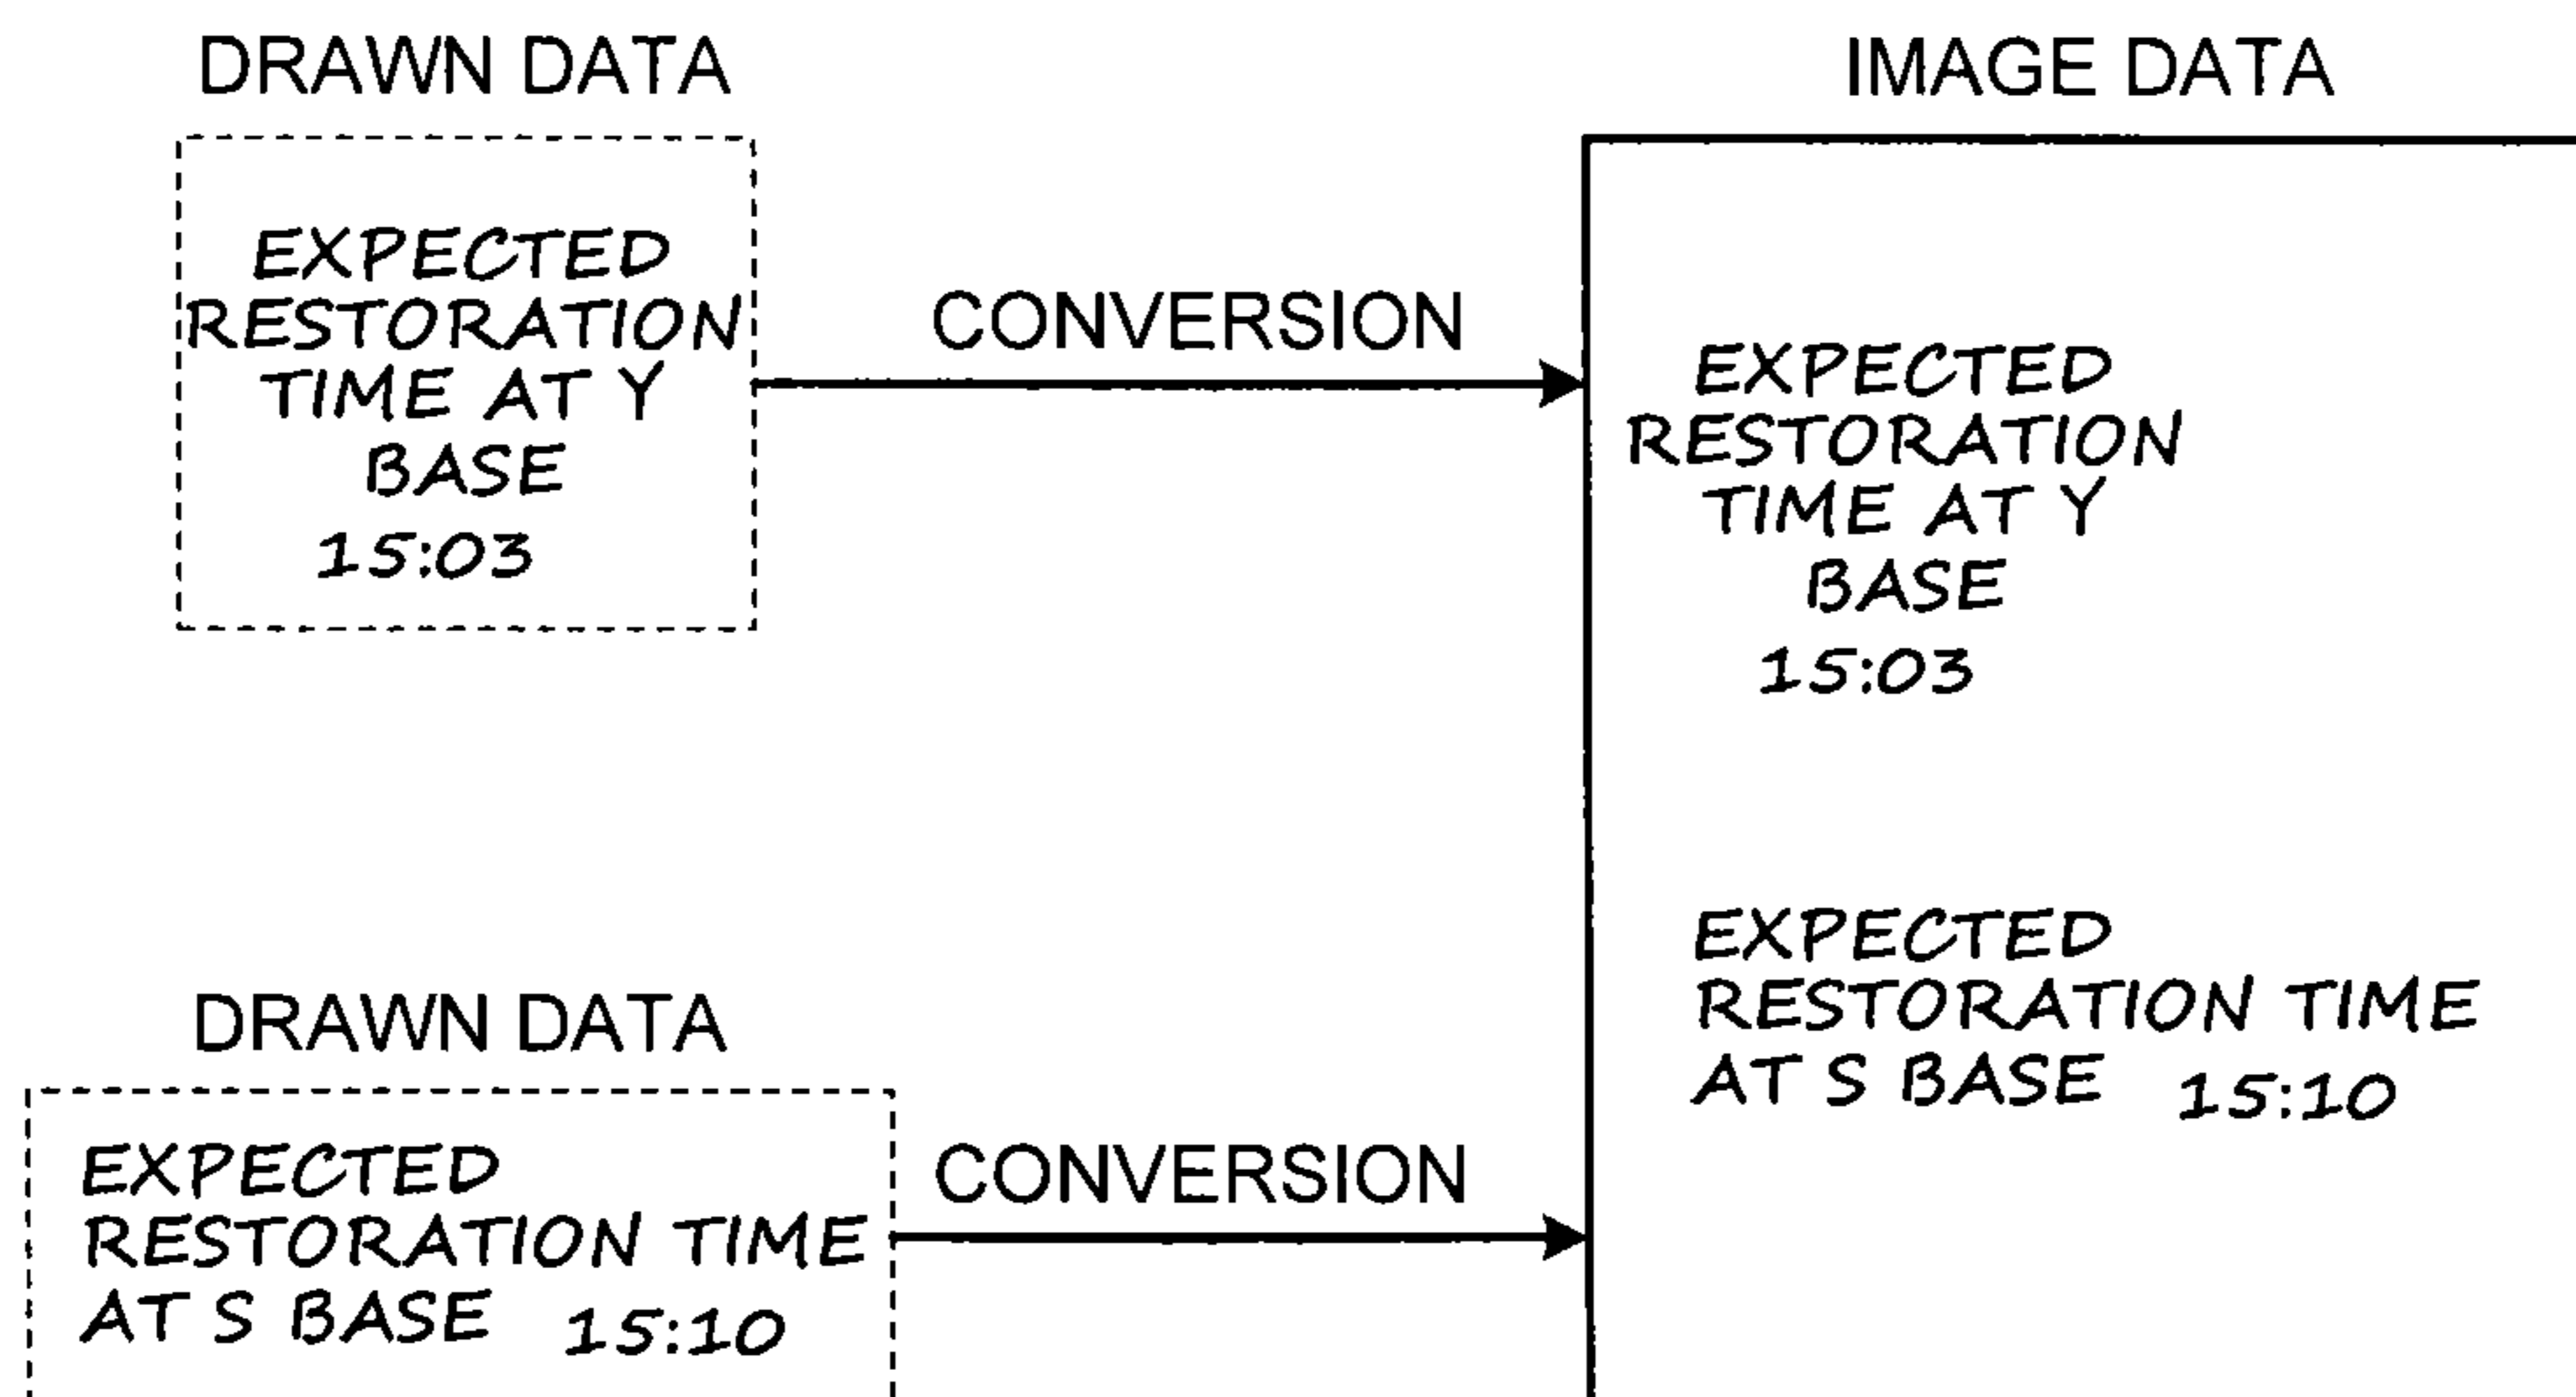 DRAWN DATA
EXPECTED
RESTORATION
TIME AT Y
BASE
15:03
CONVERSION
IMAGE DATA
EXPECTED
RESTORATION
TIME AT Y
BASE
15:03
EXPECTED
RESTORATION TIME
AT S BASE 15:10
DRAWN DATA
EXPECTED
RESTORATION TIME
AT S BASE 15:10
CONVERSION